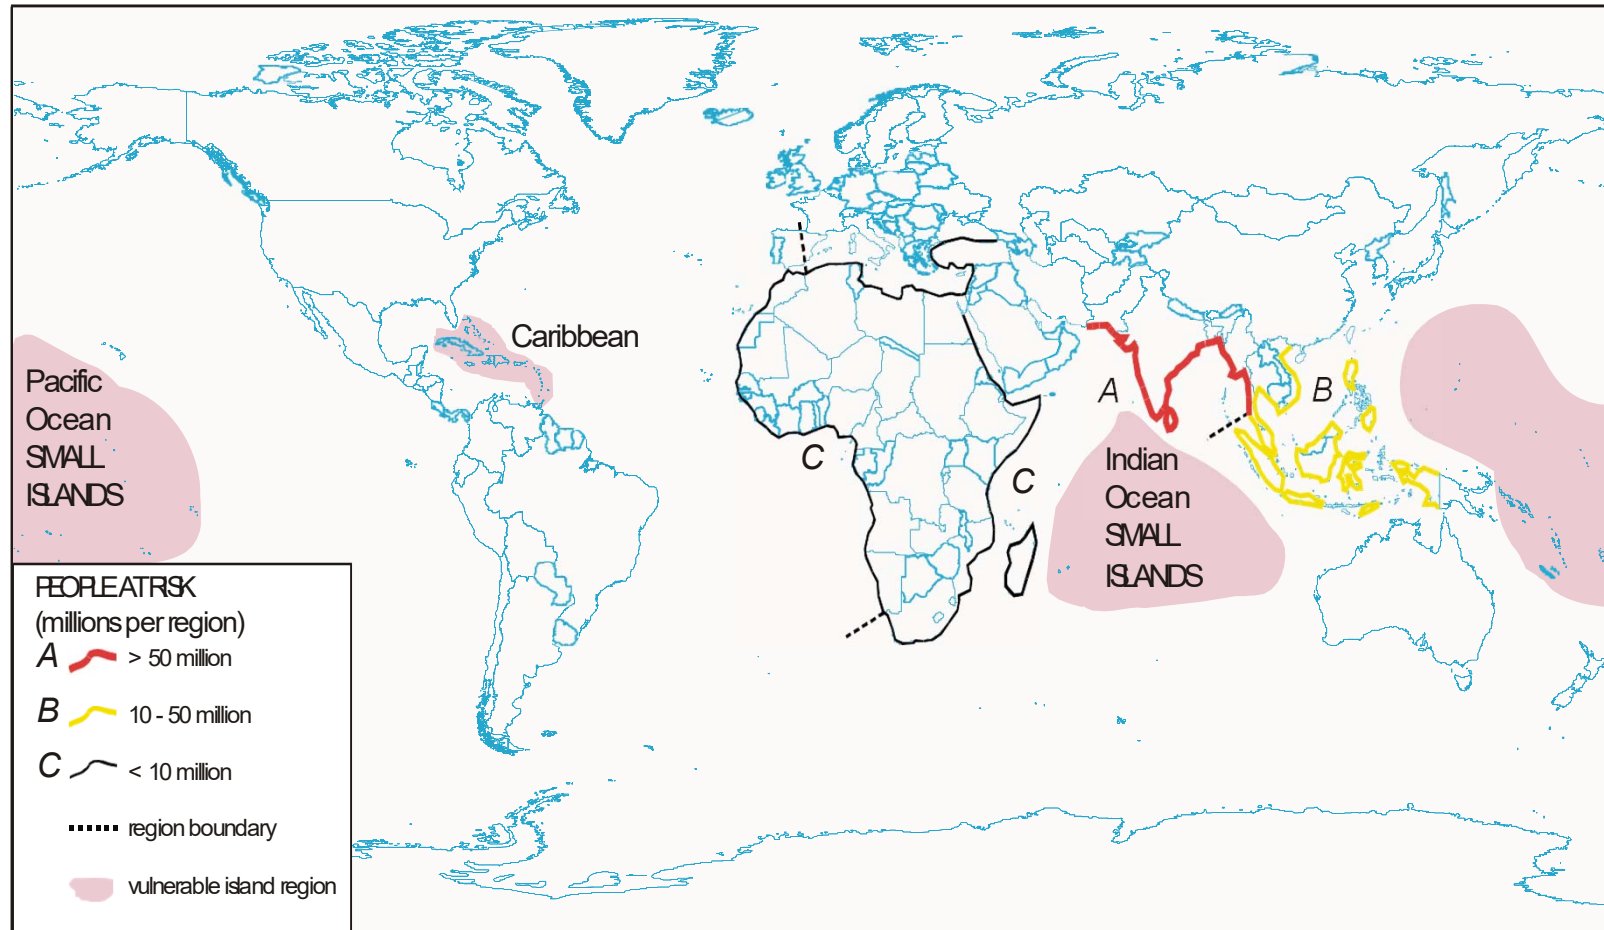 Caribbean
Pacific
Ocean
SMALL
ISLANDS
A
B
C
C
Indian
Ocean
SMALL
ISLANDS
PEOPLE AT RISK
(millions per region)
A > 50 million
B 10 - 50 million
C < 10 million
region boundary
vulnerable island region